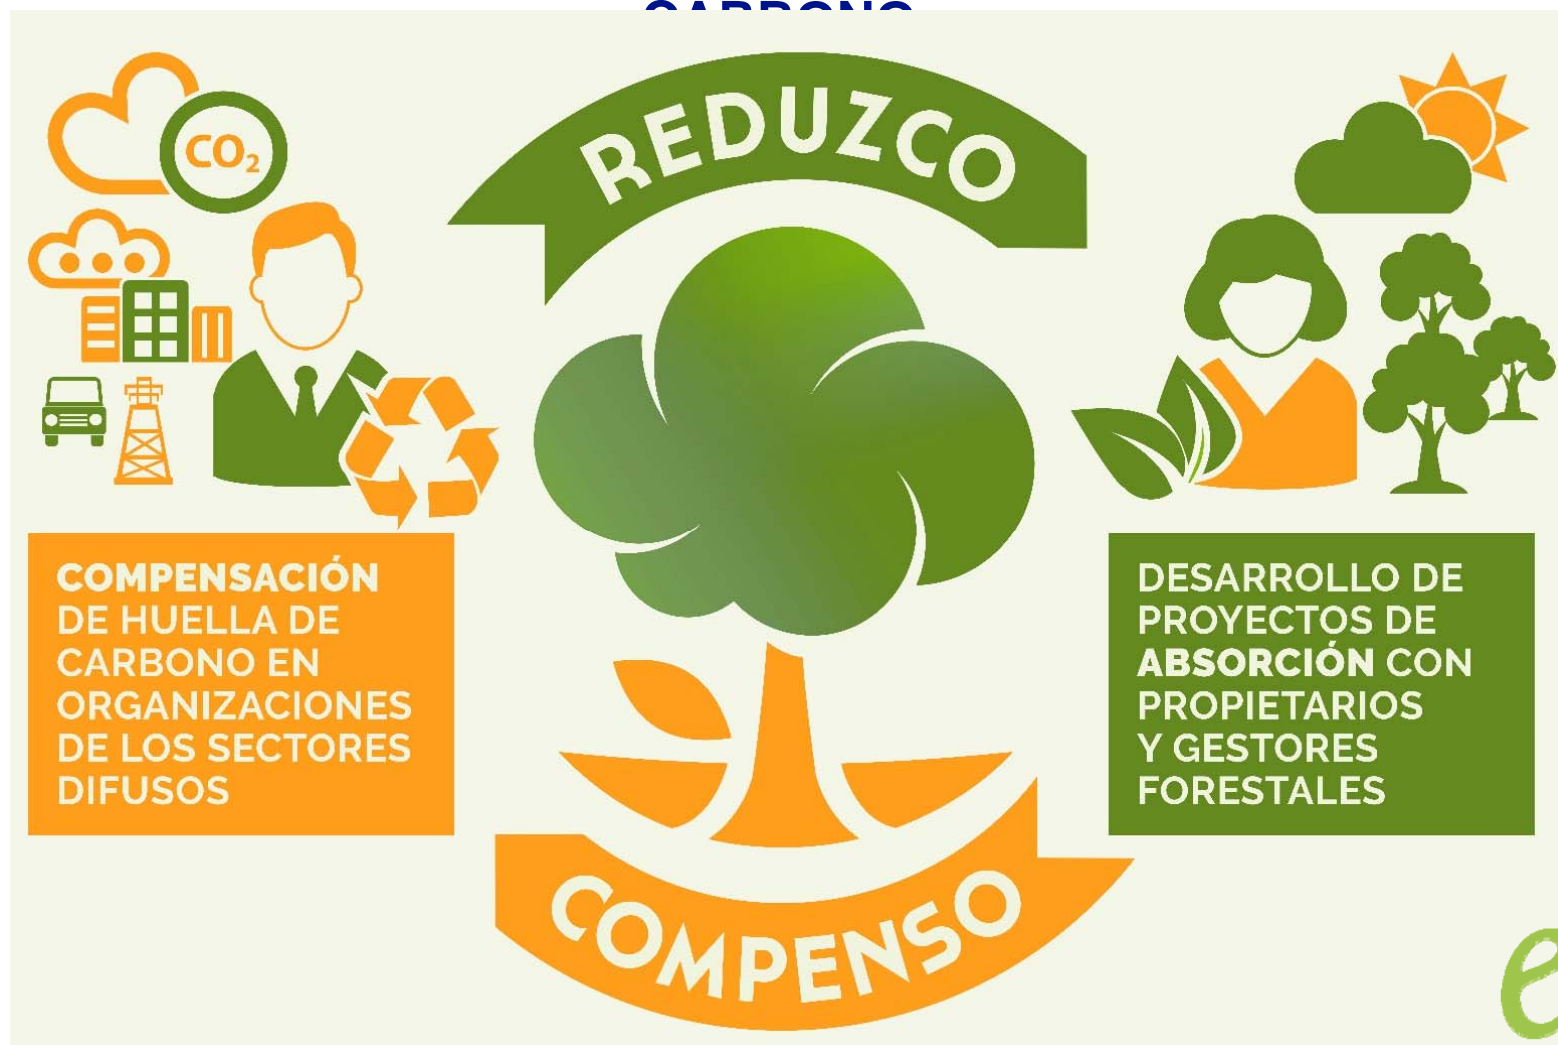 CARBONO
REDUZCO
CO₂
COMPENSACIÓN
DE HUELLA DE
CARBONO EN
ORGANIZACIONES
DE LOS SECTORES
DIFUSOS
DESARROLLO DE
PROYECTOS DE
ABSORCIÓN CON
PROPIETARIOS
Y GESTORES
FORESTALES
COMPENSO
e